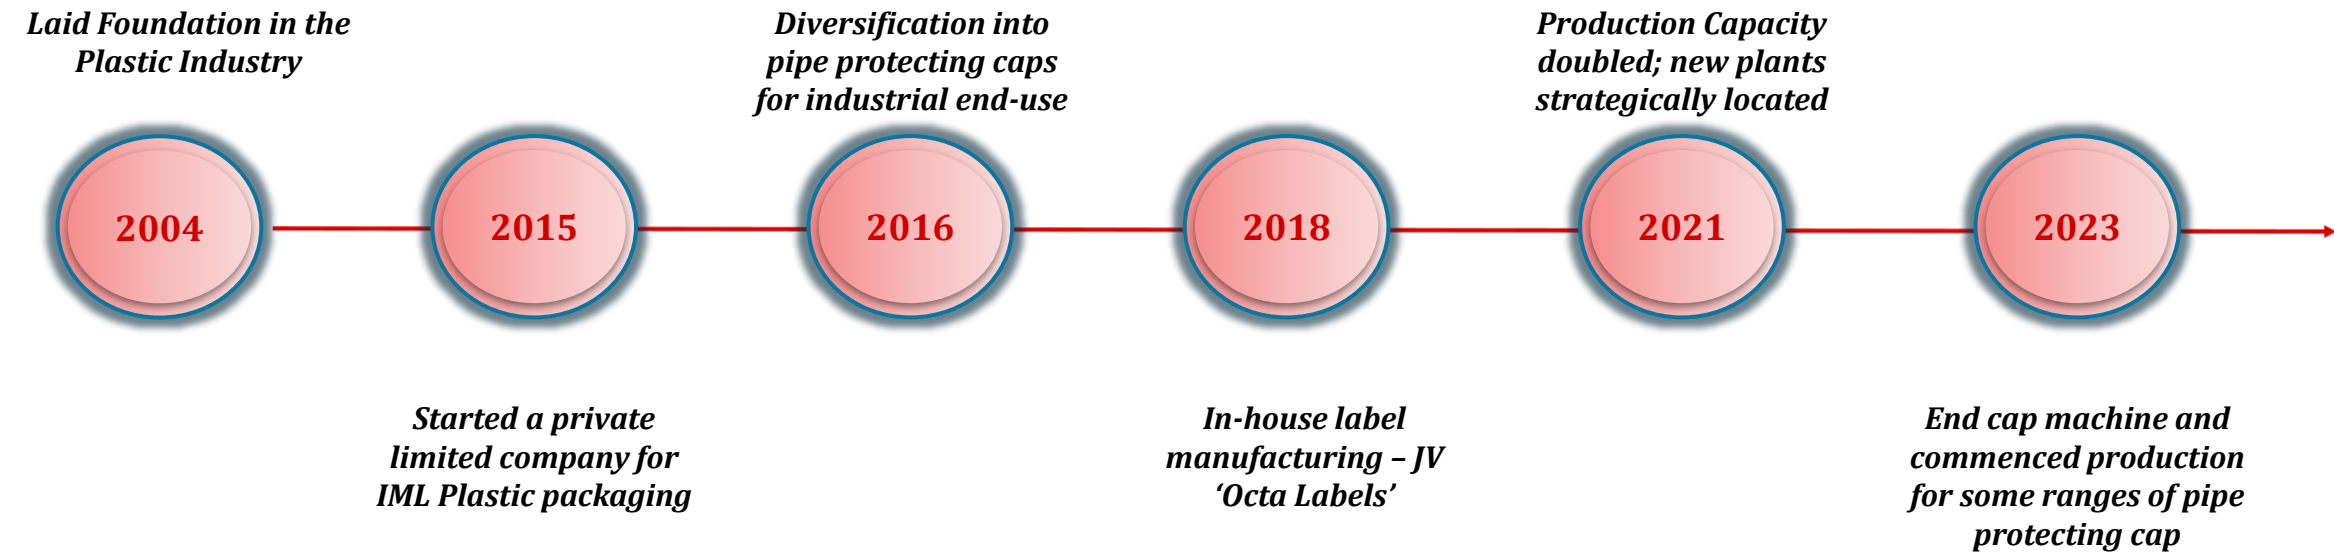 Laid Foundation in the
Plastic Industry
Diversification into
pipe protecting caps
for industrial end-use
Production Capacity
doubled; new plants
strategically located
2004
2015
2016
2018
2021
2023
Started a private
limited company for
IML Plastic packaging
In-house label
manufacturing – JV
‘Octa Labels’
End cap machine and
commenced production
for some ranges of pipe
protecting cap